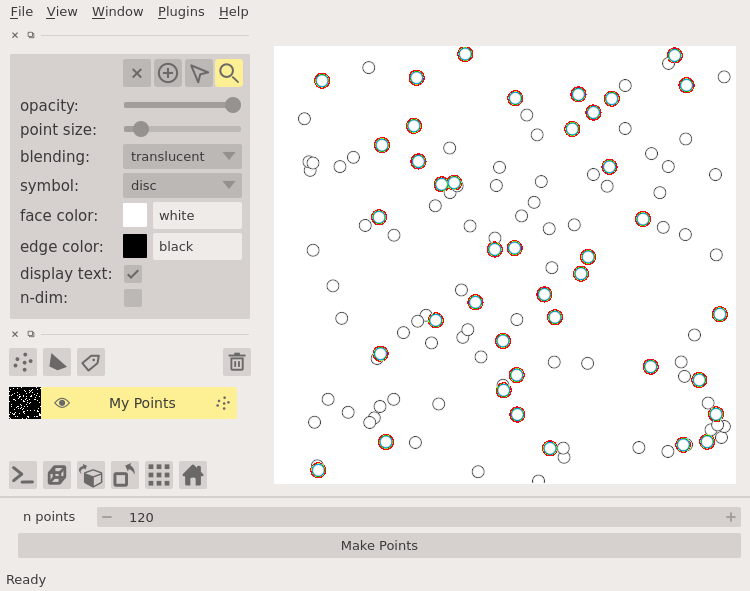 File View Window Plugins Help
opacity:
point size:
blending: translucent
symbol: disc
face color: white
edge color: black
display text:
n-dim:
My Points
n points 120
Make Points
Ready